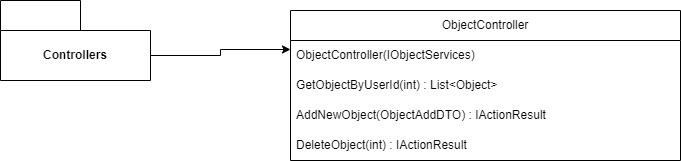 ObjectController
Controllers
ObjectController(IObjectServices)
GetObjectByUserId(int) : List<Object>
AddNewObject(ObjectAddDTO) : IActionResult
DeleteObject(int) : IActionResult